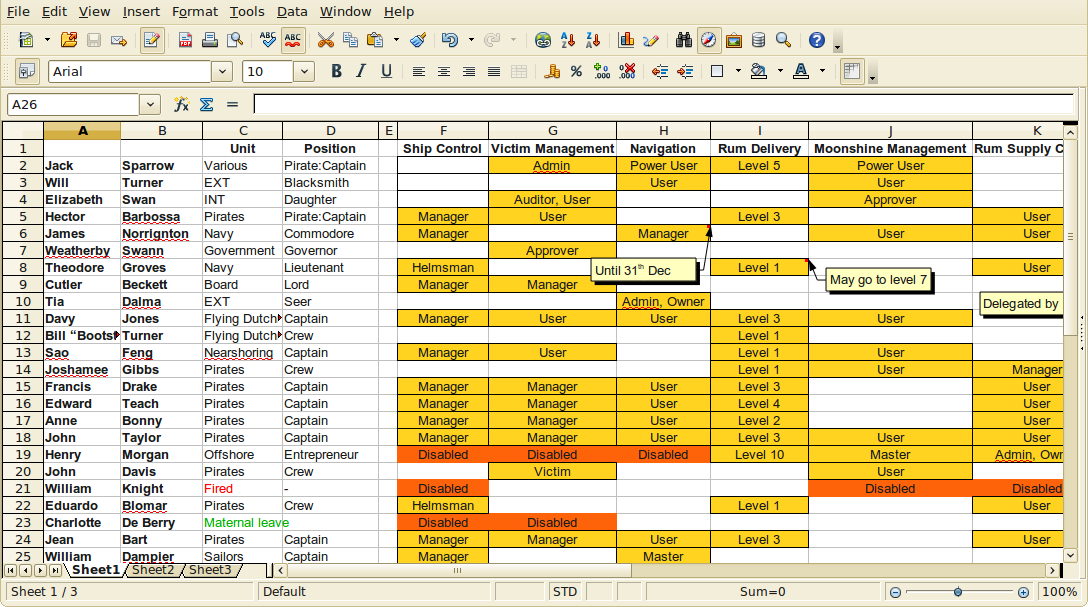 File Edit View Insert Format Tools Data Window Help
ABC ABC
Arial 10 B I U %
A26 fx Σ =
A B C D E F G H I J K
1 Unit Position Ship Control Victim Management Navigation Rum Delivery Moonshine Management Rum Supply C
2 Jack Sparrow Various Pirate:Captain Admin Power User Level 5 Power User
3 Will Turner EXT Blacksmith User User
4 Elizabeth Swan INT Daughter Auditor, User Approver
5 Hector Barbossa Pirates Pirate:Captain Manager User Level 3 User
6 James Norrignton Navy Commodore Manager Manager User User
7 Weatherby Swann Government Governor Approver
8 Theodore Groves Navy Lieutenant Helmsman Until 31th Dec Level 1 User
9 Cutler Beckett Board Lord Manager Manager May go to level 7
10 Tia Dalma EXT Seer Admin, Owner Delegated by
11 Davy Jones Flying Dutch Captain Manager User User Level 3 User
12 Bill “Boots Turner Flying Dutch Crew Level 1
13 Sao Feng Nearshoring Captain Manager User Level 1 User
14 Joshamee Gibbs Pirates Crew Level 1 User Manager
15 Francis Drake Pirates Captain Manager Manager User Level 3 User
16 Edward Teach Pirates Captain Manager Manager User Level 4 User
17 Anne Bonny Pirates Captain Manager Manager User Level 2 User
18 John Taylor Pirates Captain Manager Manager User Level 3 User User
19 Henry Morgan Offshore Entrepreneur Disabled Disabled Disabled Level 10 Master Admin, Owr
20 John Davis Pirates Crew Victim User
21 William Knight Fired - Disabled Disabled Disabled
22 Eduardo Blomar Pirates Crew Helmsman Level 1 User
23 Charlotte De Berry Maternal leave Disabled Disabled
24 Jean Bart Pirates Captain Manager Manager User Level 3 User
25 William Dampier Sailors Captain Manager Master
Sheet1 Sheet2 Sheet3
Sheet 1 / 3 Default STD Sum=0 100%